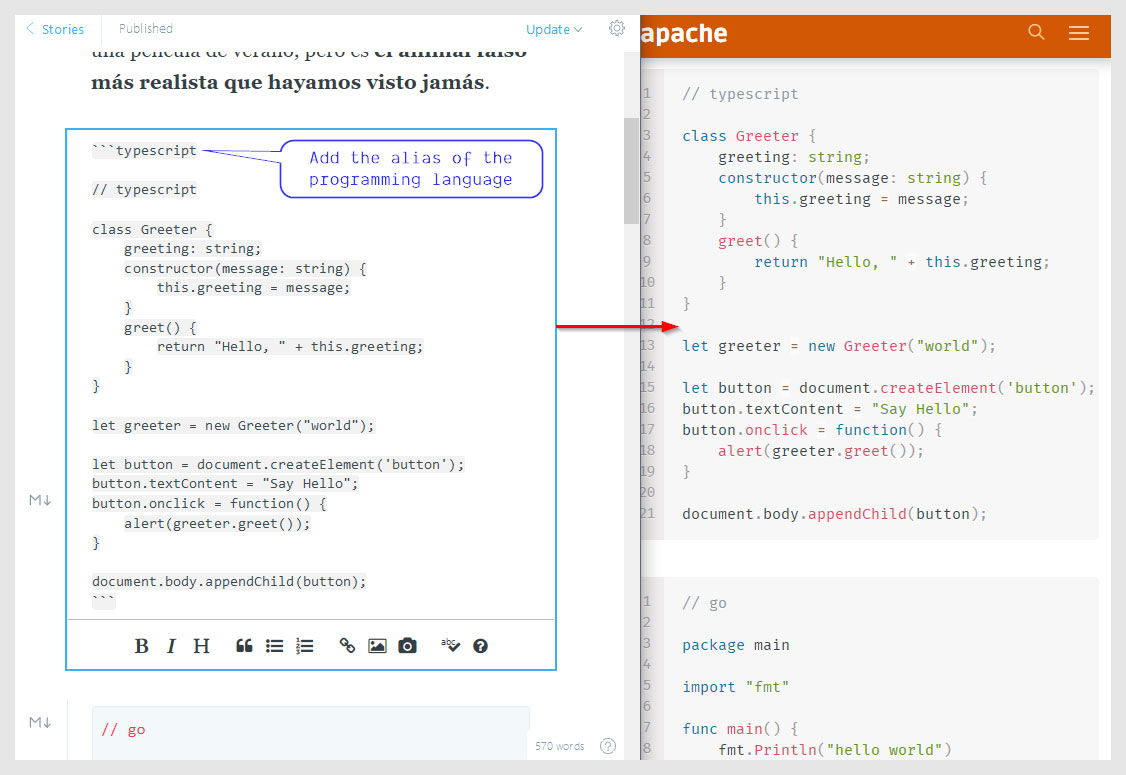 Stories
Published
Update
una película de verano, pero es el animal falso
más realista que hayamos visto jamás.
```typescript
Add the alias of the
programming language
// typescript
class Greeter {
greeting: string;
constructor(message: string) {
this.greeting = message;
}
greet() {
return "Hello, " + this.greeting;
}
}
let greeter = new Greeter("world");
let button = document.createElement('button');
button.textContent = "Say Hello";
button.onclick = function() {
alert(greeter.greet());
}
document.body.appendChild(button);
```
M↓
B I H
abc
M↓
// go
570 words
apache
1 // typescript
2
3 class Greeter {
4 greeting: string;
5 constructor(message: string) {
6 this.greeting = message;
7 }
8 greet() {
9 return "Hello, " + this.greeting;
10 }
11 }
12
13 let greeter = new Greeter("world");
14
15 let button = document.createElement('button');
16 button.textContent = "Say Hello";
17 button.onclick = function() {
18 alert(greeter.greet());
19 }
20
21 document.body.appendChild(button);
1 // go
2
3 package main
4
5 import "fmt"
6
7 func main() {
8 fmt.Println("hello world")